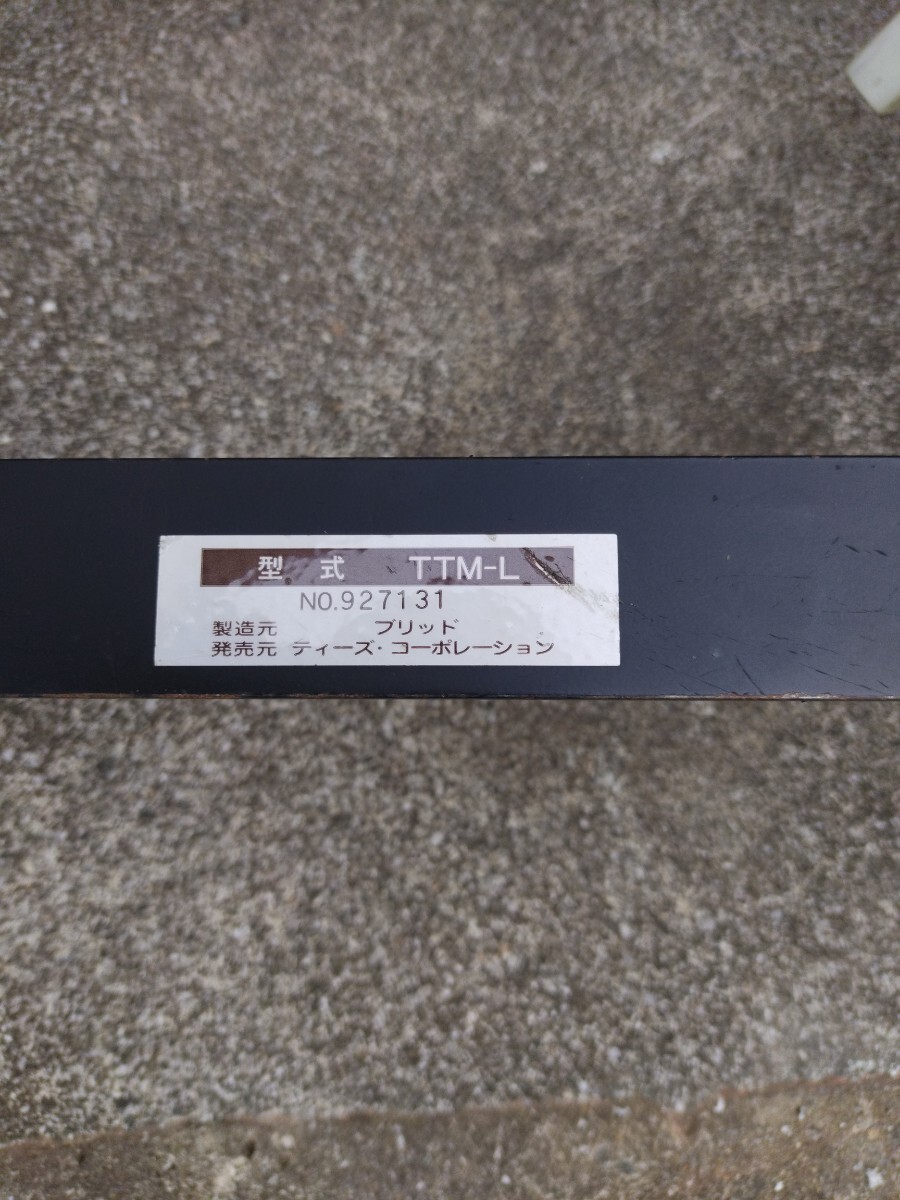 型 式 TTM-L
NO.927131
製造元 ブリッド
発売元 ティーズ・コーポレーション